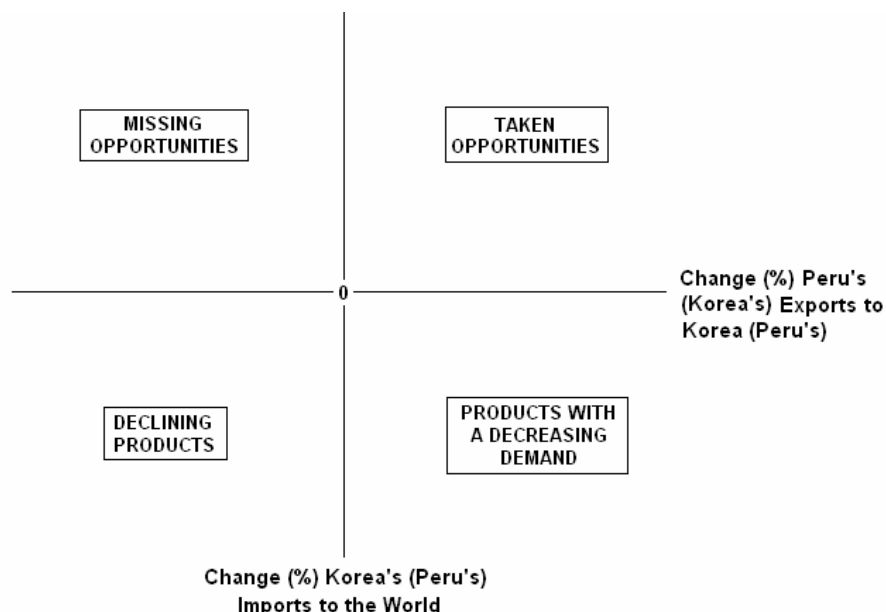 MISSING
OPPORTUNITIES
TAKEN
OPPORTUNITIES
0
Change (%) Peru's
(Korea's) Exports to
Korea (Peru's)
DECLINING
PRODUCTS
PRODUCTS WITH
A DECREASING
DEMAND
Change (%) Korea's (Peru's)
Imports to the World